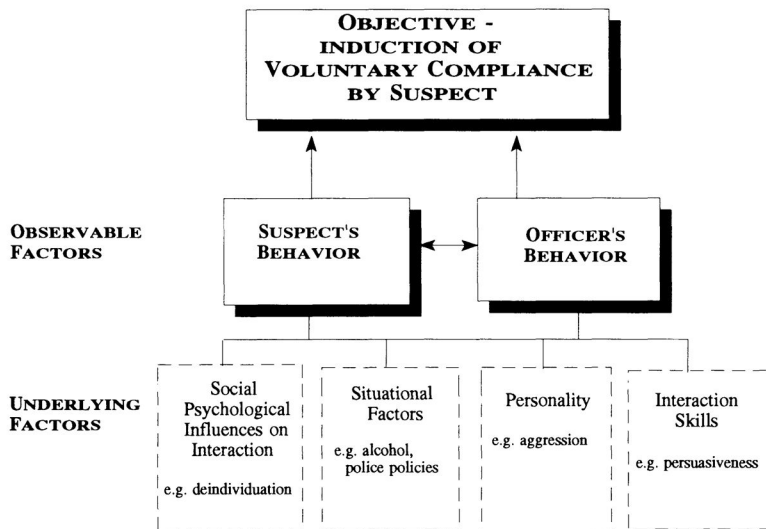 OBJECTIVE -
INDUCTION OF
VOLUNTARY COMPLIANCE
BY SUSPECT
OBSERVABLE
FACTORS
SUSPECT'S
BEHAVIOR
OFFICER'S
BEHAVIOR
UNDERLYING
FACTORS
Social
Psychological
Influences on
Interaction
e.g. deindividuation
Situational
Factors
e.g. alcohol,
police policies
Personality
e.g. aggression
Interaction
Skills
e.g. persuasiveness